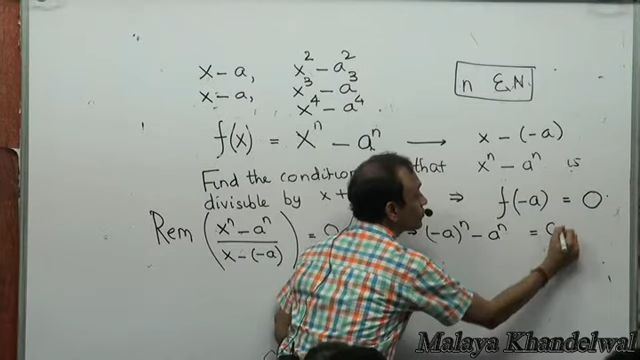 x - a, x² - a²
x - a, x³ - a³
x⁴ - a⁴
n ∈ N.
f(x) = xⁿ - aⁿ → x - (-a)
Find the condition that xⁿ - aⁿ is
divisible by x + ⇒ f(-a) = 0
Rem (xⁿ - aⁿ / x - (-a)) = 0 ⇒ (-a)ⁿ - aⁿ = 0
Malaya Khandelwal